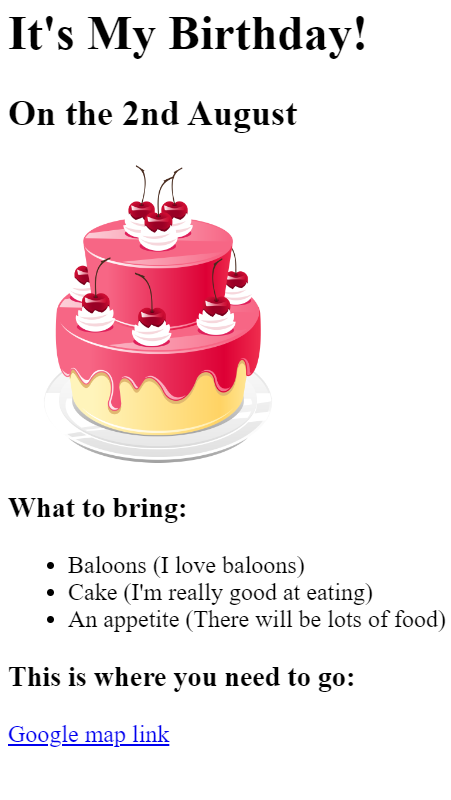 It's My Birthday!
On the 2nd August
What to bring:
Baloons (I love baloons)
Cake (I'm really good at eating)
An appetite (There will be lots of food)
This is where you need to go:
Google map link